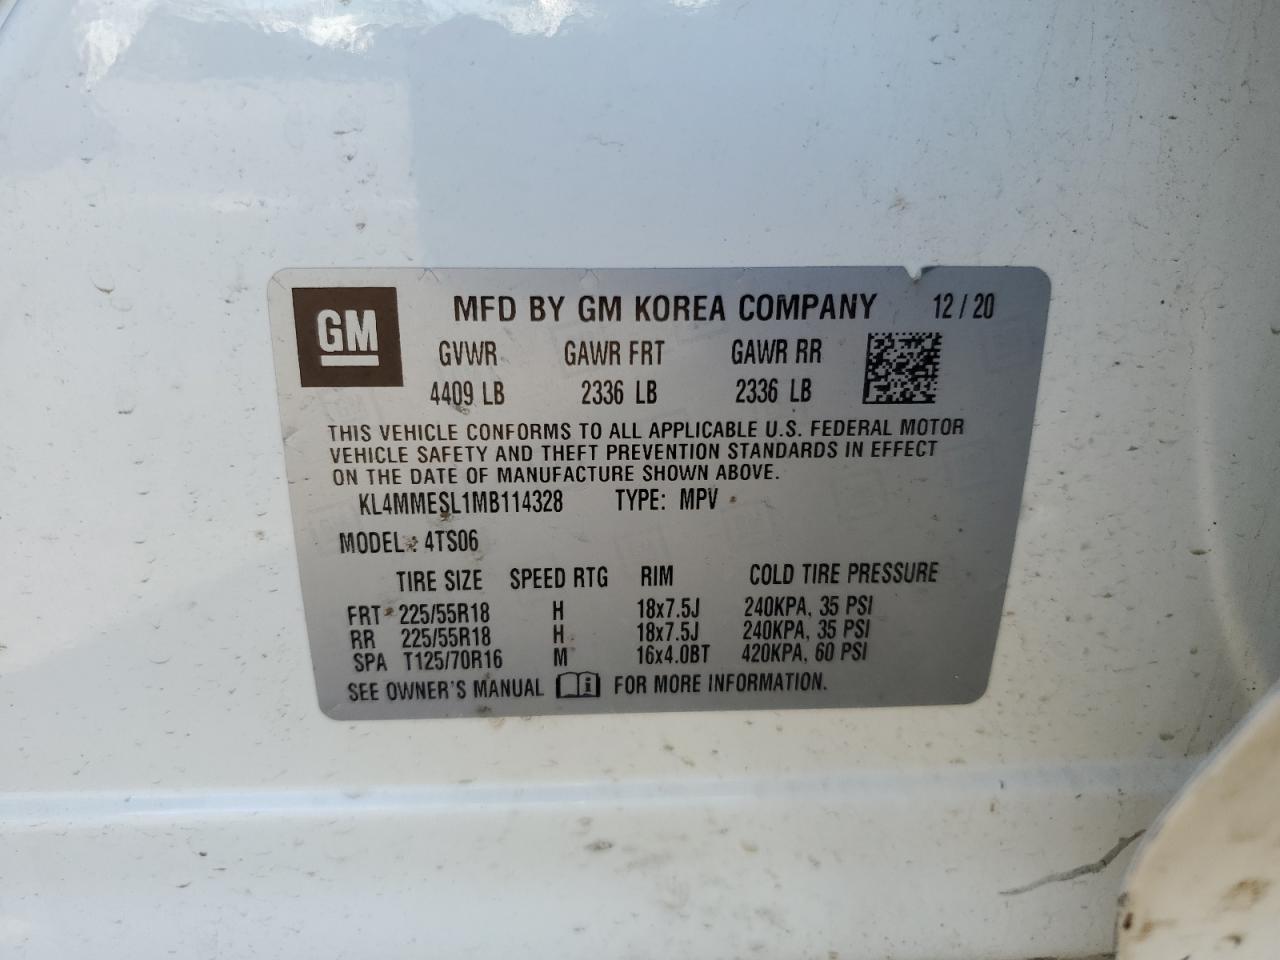 GM
MFD BY GM KOREA COMPANY 12 / 20
GVWR GAWR FRT GAWR RR
4409 LB 2336 LB 2336 LB
THIS VEHICLE CONFORMS TO ALL APPLICABLE U.S. FEDERAL MOTOR
VEHICLE SAFETY AND THEFT PREVENTION STANDARDS IN EFFECT
ON THE DATE OF MANUFACTURE SHOWN ABOVE.
KL4MMESL1MB114328 TYPE: MPV
MODEL: 4TS06
TIRE SIZE SPEED RTG RIM COLD TIRE PRESSURE
FRT 225/55R18 H 18x7.5J 240KPA, 35 PSI
RR 225/55R18 H 18x7.5J 240KPA, 35 PSI
SPA T125/70R16 M 16x4.0BT 420KPA, 60 PSI
SEE OWNER'S MANUAL i FOR MORE INFORMATION.